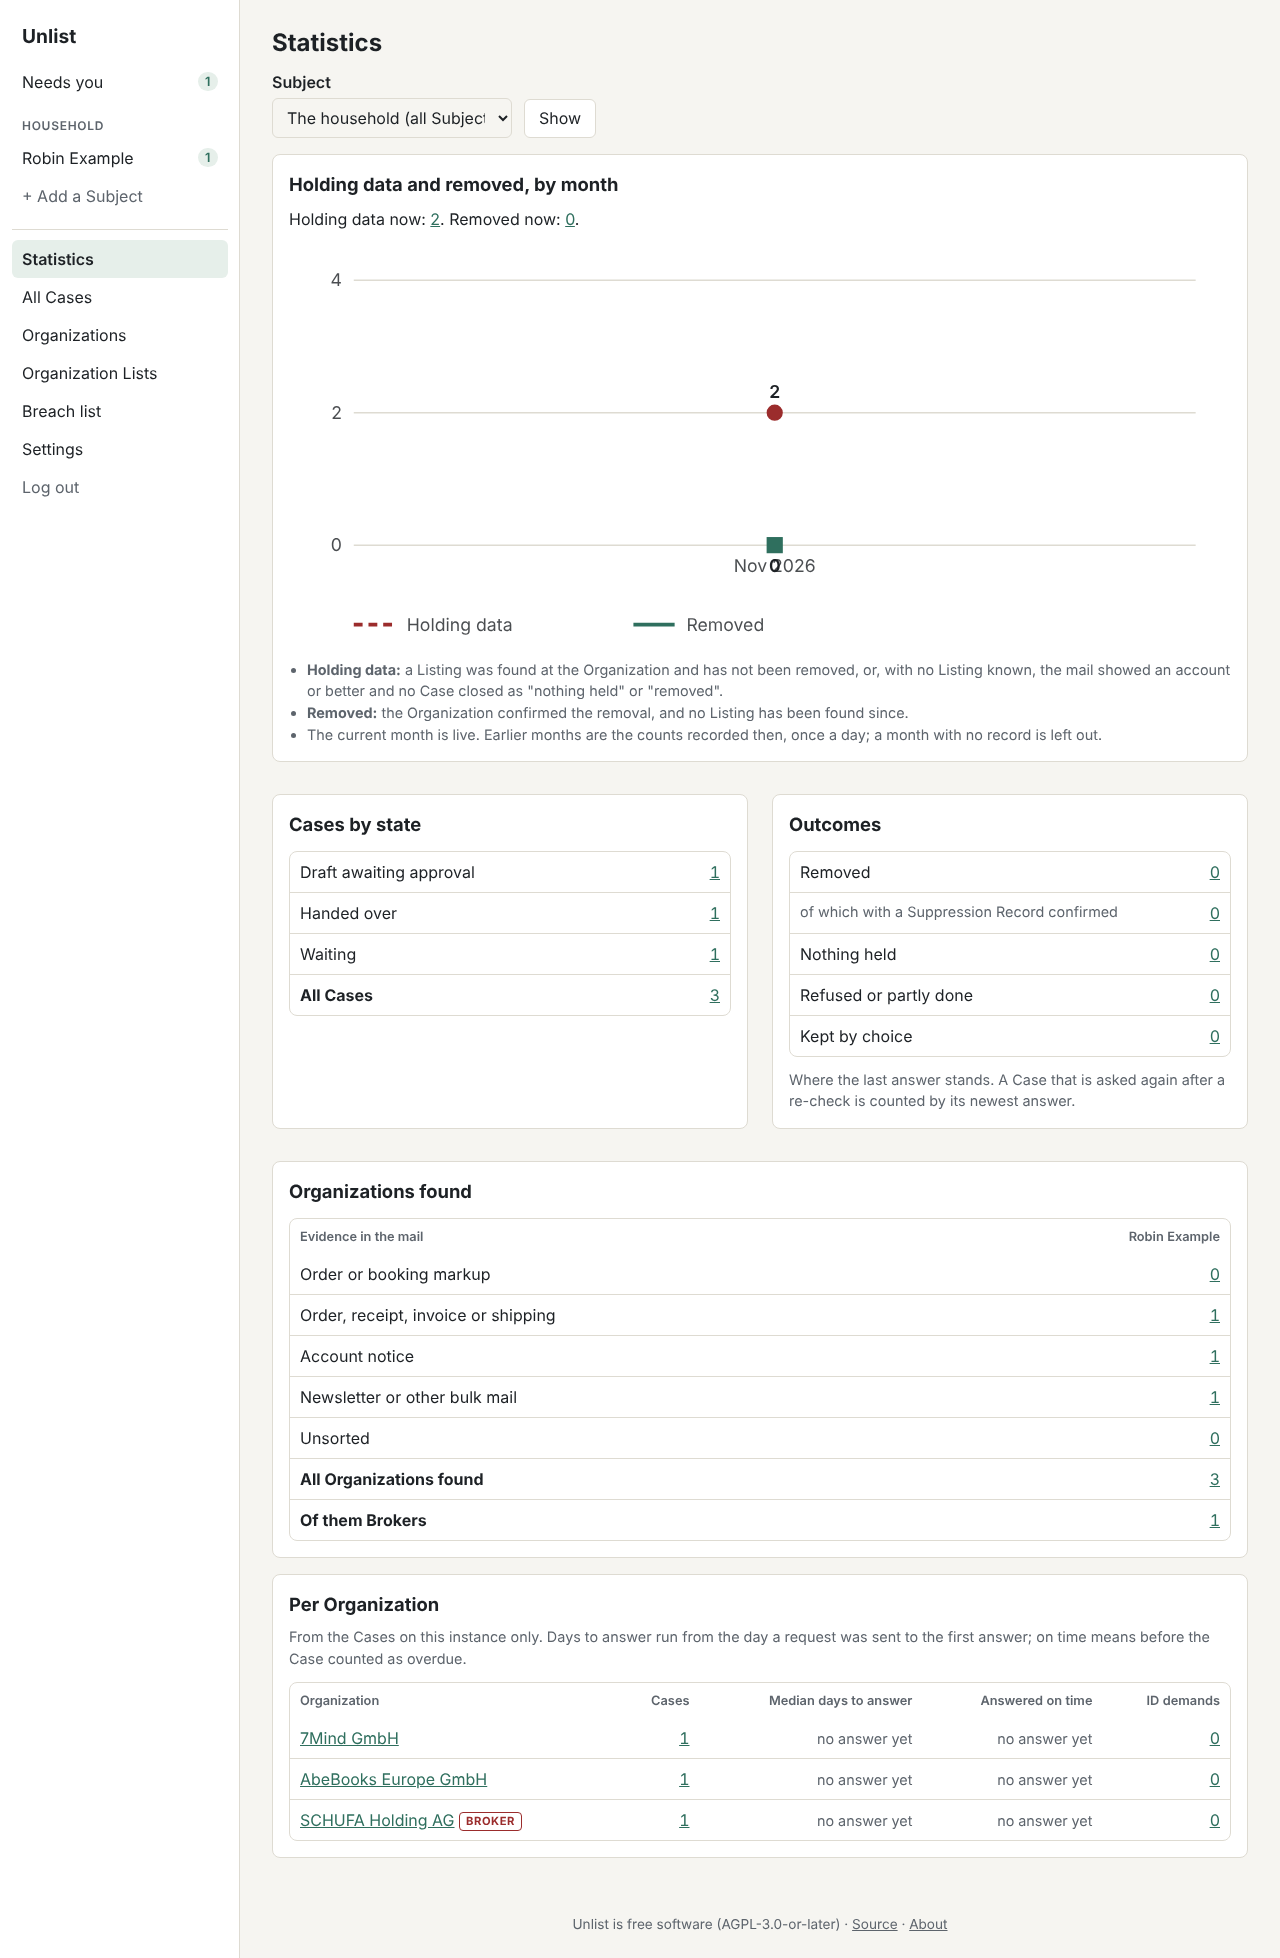 Unlist
Needs you 1
HOUSEHOLD
Robin Example 1
+ Add a Subject
Statistics
All Cases
Organizations
Organization Lists
Breach list
Settings
Log out
Statistics
Subject
The household (all Subject
Show
Holding data and removed, by month
Holding data now: 2. Removed now: 0.
4
2
2
0
Nov 2026
0
Holding data
Removed
• Holding data: a Listing was found at the Organization and has not been removed, or, with no Listing known, the mail showed an account
or better and no Case closed as "nothing held" or "removed".
• Removed: the Organization confirmed the removal, and no Listing has been found since.
• The current month is live. Earlier months are the counts recorded then, once a day; a month with no record is left out.
Cases by state
Draft awaiting approval 1
Handed over 1
Waiting 1
All Cases 3
Outcomes
Removed 0
of which with a Suppression Record confirmed 0
Nothing held 0
Refused or partly done 0
Kept by choice 0
Where the last answer stands. A Case that is asked again after a
re-check is counted by its newest answer.
Organizations found
Evidence in the mail Robin Example
Order or booking markup 0
Order, receipt, invoice or shipping 1
Account notice 1
Newsletter or other bulk mail 1
Unsorted 0
All Organizations found 3
Of them Brokers 1
Per Organization
From the Cases on this instance only. Days to answer run from the day a request was sent to the first answer; on time means before the
Case counted as overdue.
Organization Cases Median days to answer Answered on time ID demands
7Mind GmbH 1 no answer yet no answer yet 0
AbeBooks Europe GmbH 1 no answer yet no answer yet 0
SCHUFA Holding AG BROKER 1 no answer yet no answer yet 0
Unlist is free software (AGPL-3.0-or-later) · Source · About